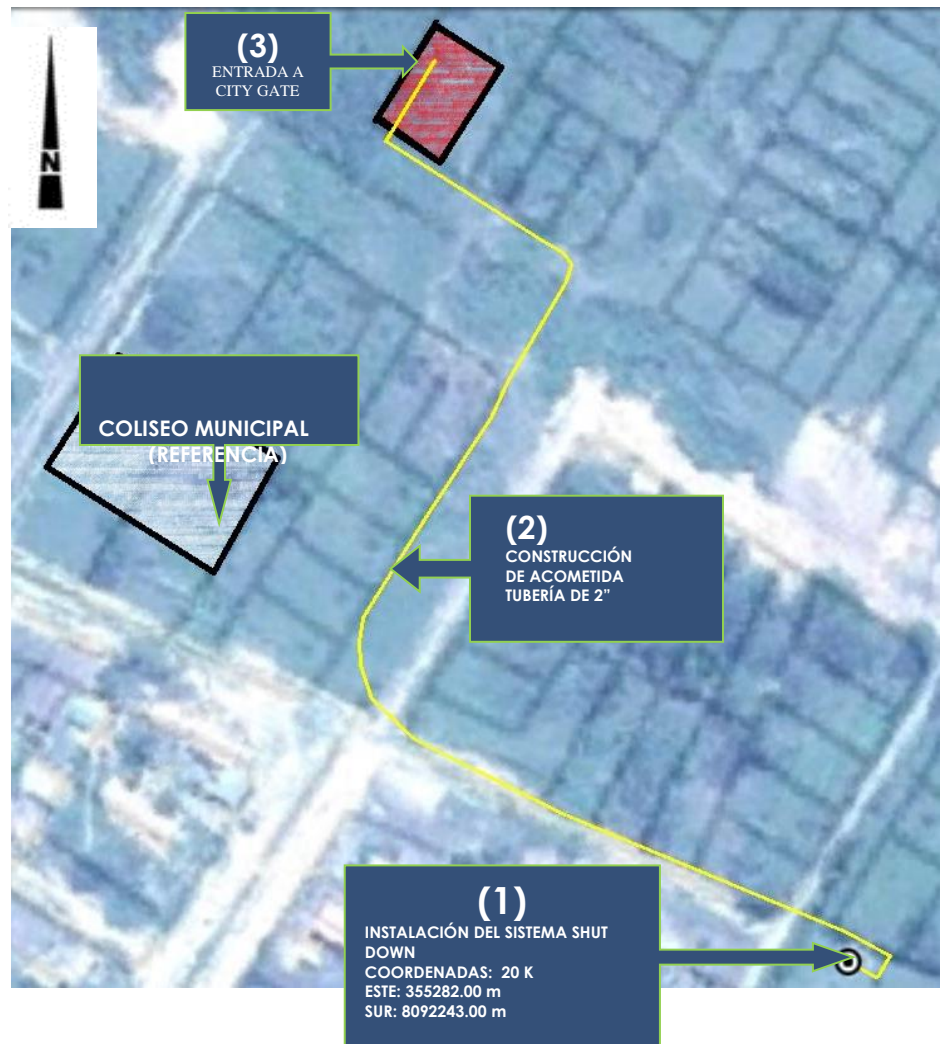 (3)
ENTRADA A
CITY GATE
N
COLISEO MUNICIPAL
(REFERENCIA)
(2)
CONSTRUCCIÓN
DE ACOMETIDA
TUBERÍA DE 2”
(1)
INSTALACIÓN DEL SISTEMA SHUT
DOWN
COORDENADAS: 20 K
ESTE: 355282.00 m
SUR: 8092243.00 m